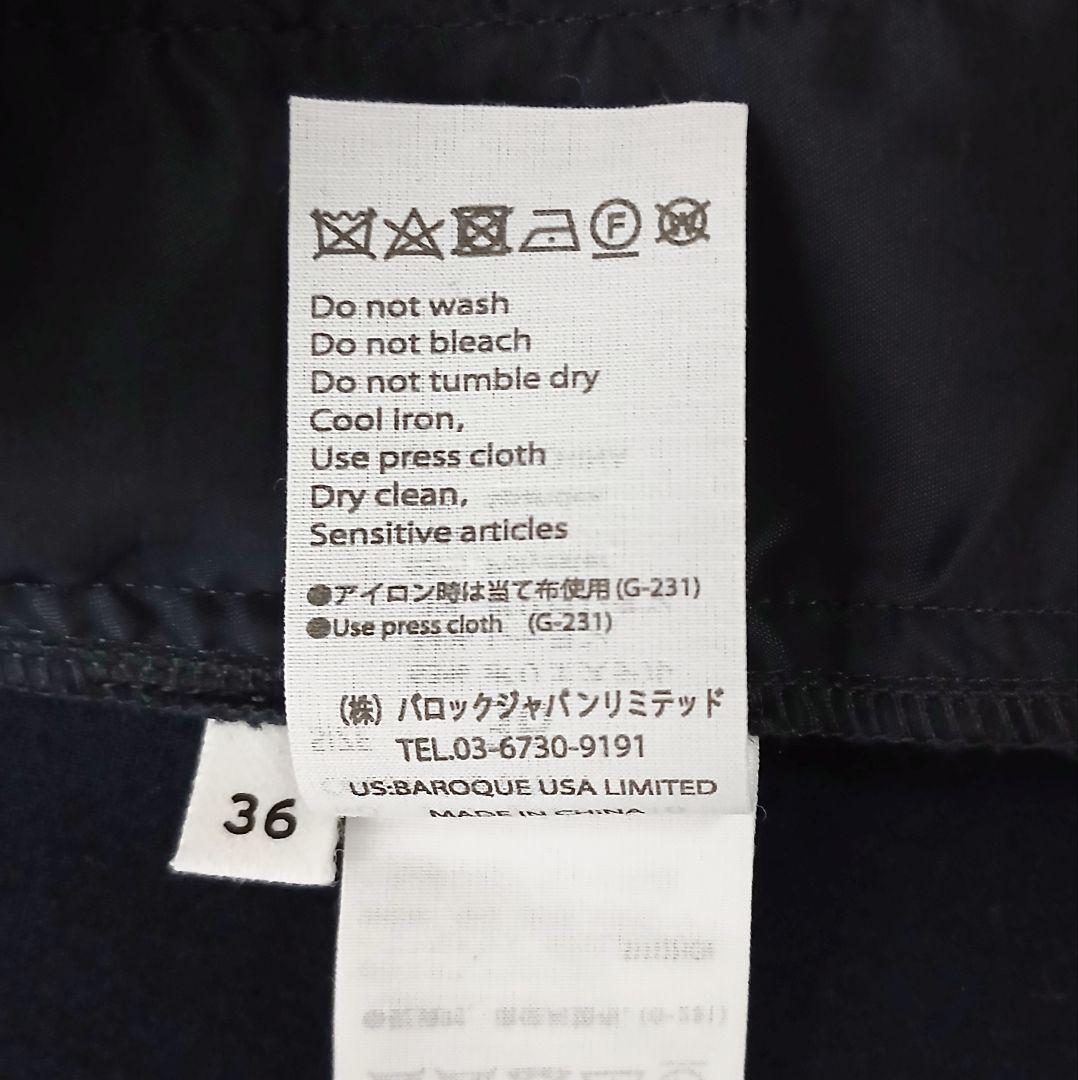 F W
Do not wash
Do not bleach
Do not tumble dry
Cool iron,
Use press cloth
Dry clean,
Sensitive articles
●アイロン時は当て布使用(G-231)
●Use press cloth (G-231)
(株) バロックジャパンリミテッド
TEL.03-6730-9191
US:BAROQUE USA LIMITED
MADE IN CHINA
36